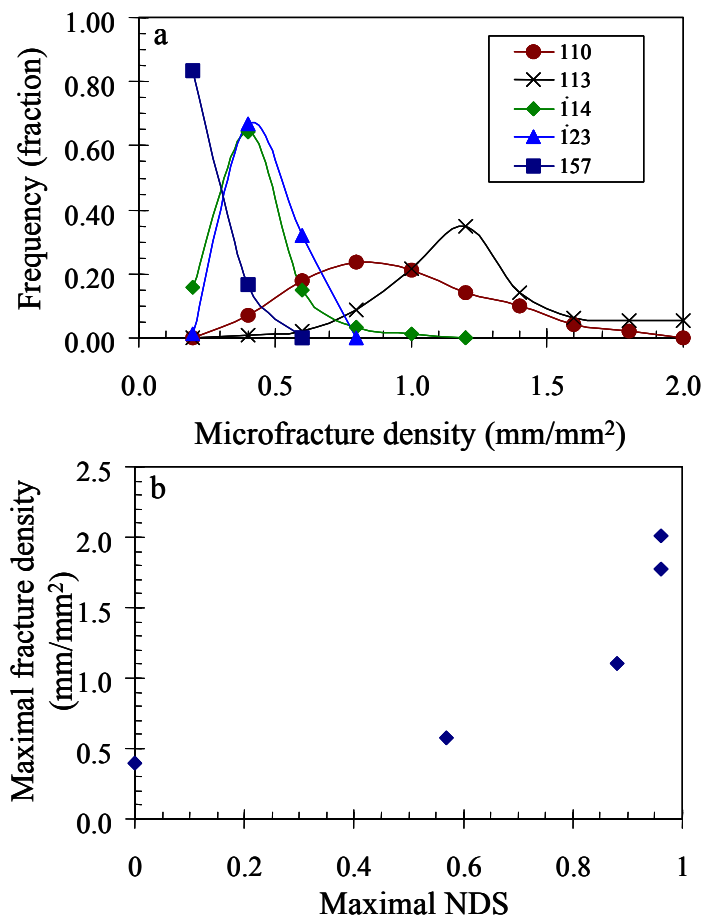 a
1.00
0.80
0.60
0.40
0.20
0.00
Frequency (fraction)
110
113
114
123
157
0.0 0.5 1.0 1.5 2.0
Microfracture density (mm/mm²)
b
2.5
2.0
1.5
1.0
0.5
0.0
Maximal fracture density
(mm/mm²)
0 0.2 0.4 0.6 0.8 1
Maximal NDS